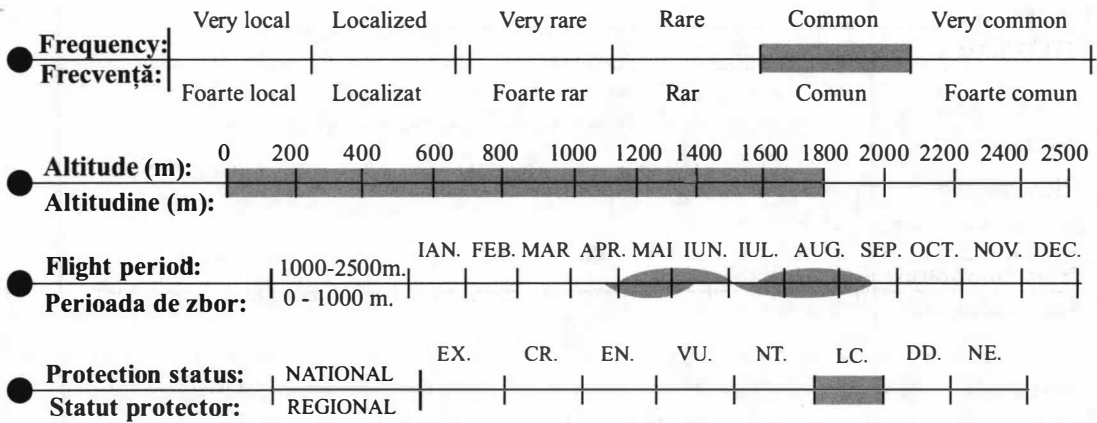 Very local Localized Very rare Rare Common Very common
Frequency:
Frecvență:
Foarte local Localizat Foarte rar Rar Comun Foarte comun
0 200 400 600 800 1000 1200 1400 1600 1800 2000 2200 2400 2500
Altitude (m):
Altitudine (m):
IAN. FEB. MAR APR. MAI IUN. IUL. AUG. SEP. OCT. NOV. DEC.
Flight period: 1000-2500m.
Perioada de zbor: 0 -1000 m.
EX. CR. EN. VU. NT. LC. DD. NE.
Protection status: NATIONAL
Statut protector: REGIONAL